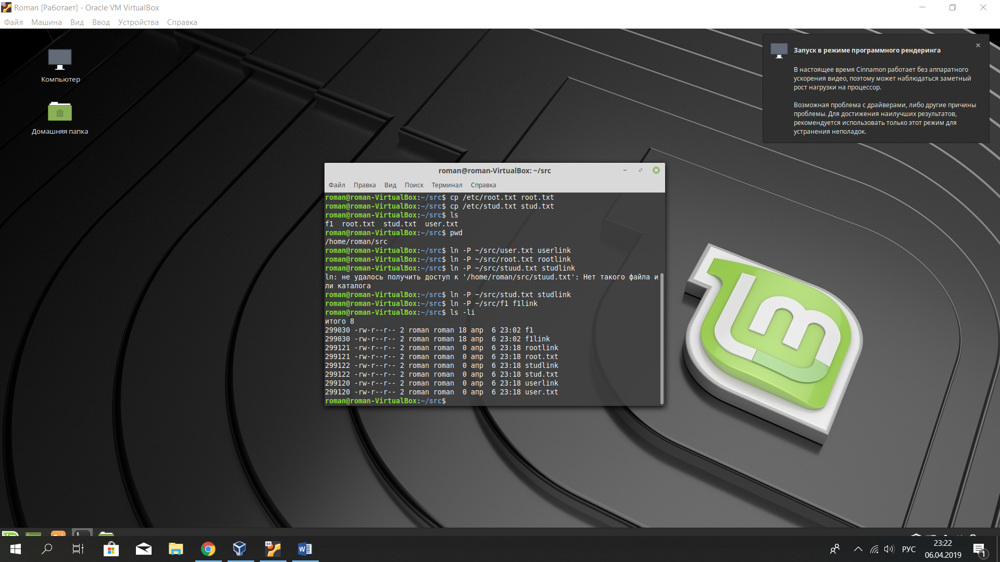 Roman [Работает] - Oracle VM VirtualBox
Файл Машина Вид Ввод Устройства Справка
Компьютер
Домашняя папка
Запуск в режиме программного рендеринга
В настоящее время Cinnamon работает без аппаратного
ускорения видео, поэтому может наблюдаться заметный
рост нагрузки на процессор.
Возможная проблема с драйверами, либо другие причины
проблемы. Для достижения наилучших результатов,
рекомендуется использовать только этот режим для
устранения неполадок.
roman@roman-VirtualBox: ~/src
Файл Правка Вид Поиск Терминал Справка
roman@roman-VirtualBox:~/src$ cp /etc/root.txt root.txt
roman@roman-VirtualBox:~/src$ cp /etc/stud.txt stud.txt
roman@roman-VirtualBox:~/src$ ls
f1  root.txt  stud.txt  user.txt
roman@roman-VirtualBox:~/src$ pwd
/home/roman/src
roman@roman-VirtualBox:~/src$ ln -P ~/src/user.txt userlink
roman@roman-VirtualBox:~/src$ ln -P ~/src/root.txt rootlink
roman@roman-VirtualBox:~/src$ ln -P ~/src/stuud.txt studlink
ln: не удалось получить доступ к '/home/roman/src/stuud.txt': Нет такого файла и
ли каталога
roman@roman-VirtualBox:~/src$ ln -P ~/src/stud.txt studlink
roman@roman-VirtualBox:~/src$ ln -P ~/src/f1 f1link
roman@roman-VirtualBox:~/src$ ls -li
итого 8
299030 -rw-r--r-- 2 roman roman 18 апр  6 23:02 f1
299030 -rw-r--r-- 2 roman roman 18 апр  6 23:02 f1link
299121 -rw-r--r-- 2 roman roman  0 апр  6 23:18 rootlink
299121 -rw-r--r-- 2 roman roman  0 апр  6 23:18 root.txt
299122 -rw-r--r-- 2 roman roman  0 апр  6 23:18 studlink
299122 -rw-r--r-- 2 roman roman  0 апр  6 23:18 stud.txt
299120 -rw-r--r-- 2 roman roman  0 апр  6 23:18 userlink
299120 -rw-r--r-- 2 roman roman  0 апр  6 23:18 user.txt
roman@roman-VirtualBox:~/src$
64
W
РУС
23:22
06.04.2019
1